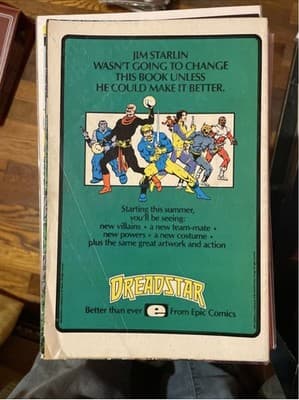 JIM STARLIN
WASN'T GOING TO CHANGE
THIS BOOK UNLESS
HE COULD MAKE IT BETTER.
Starting this summer,
you'll be seeing:
new villains • a new team-mate •
new powers • a new costume •
plus the same great artwork and action
DREADSTAR
Better than ever e From Epic Comics